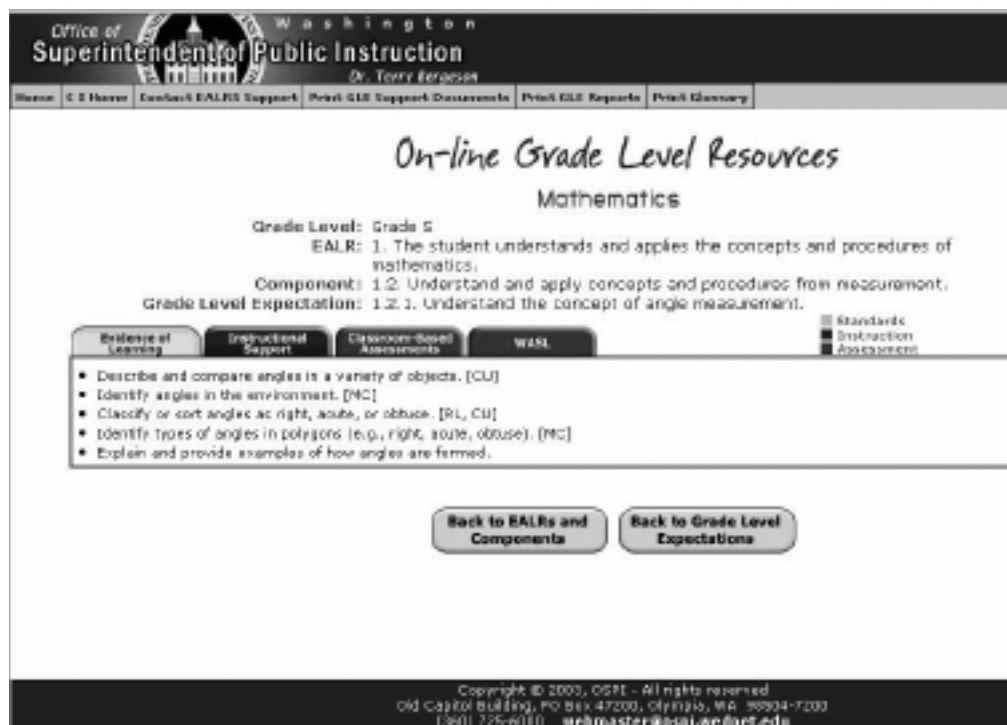 Office of
Washington
Superintendent of Public Instruction
Dr. Terry Bergeson
Home C I Home Contact EALRS Support Print GLE Support Documents Print GLE Reports Print Glossary
On-line Grade Level Resources
Mathematics
Grade Level: Grade 5
EALR: 1. The student understands and applies the concepts and procedures of
mathematics.
Component: 1.2. Understand and apply concepts and procedures from measurement.
Grade Level Expectation: 1.2.1. Understand the concept of angle measurement.
Standards
Instruction
Assessment
Evidence of
Learning
Instructional
Support
Classroom-Based
Assessments
WASL
• Describe and compare angles in a variety of objects. [CU]
• Identify angles in the environment. [MC]
• Classify or sort angles as right, acute, or obtuse. [RL, CU]
• Identify types of angles in polygons (e.g., right, acute, obtuse). [MC]
• Explain and provide examples of how angles are formed.
Back to EALRs and
Components
Back to Grade Level
Expectations
Copyright © 2003, OSPI - All rights reserved
Old Capitol Building, PO Box 47200, Olympia, WA 98504-7200
(360) 725-6000 webmaster@ospi.wednet.edu